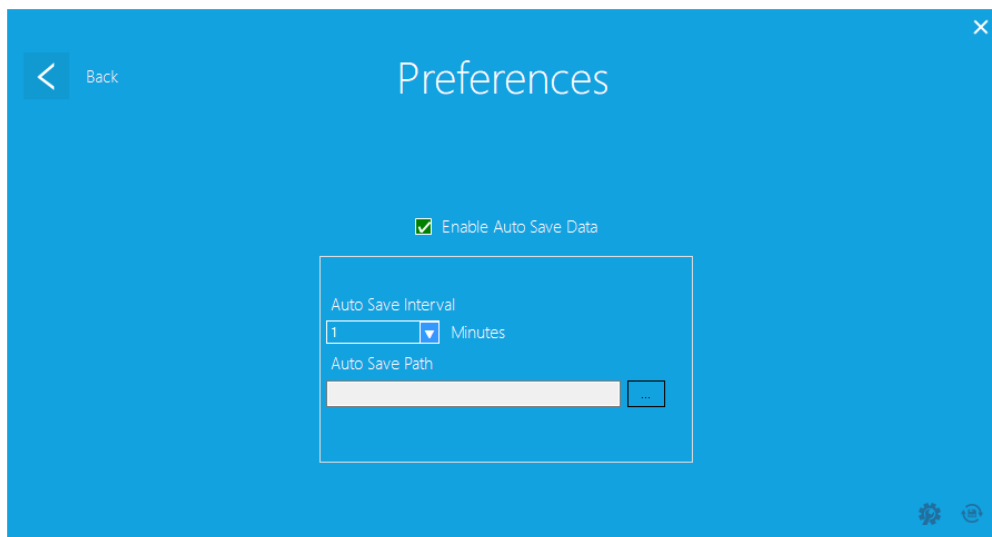 Back
Preferences
Enable Auto Save Data
Auto Save Interval
1 Minutes
Auto Save Path
...